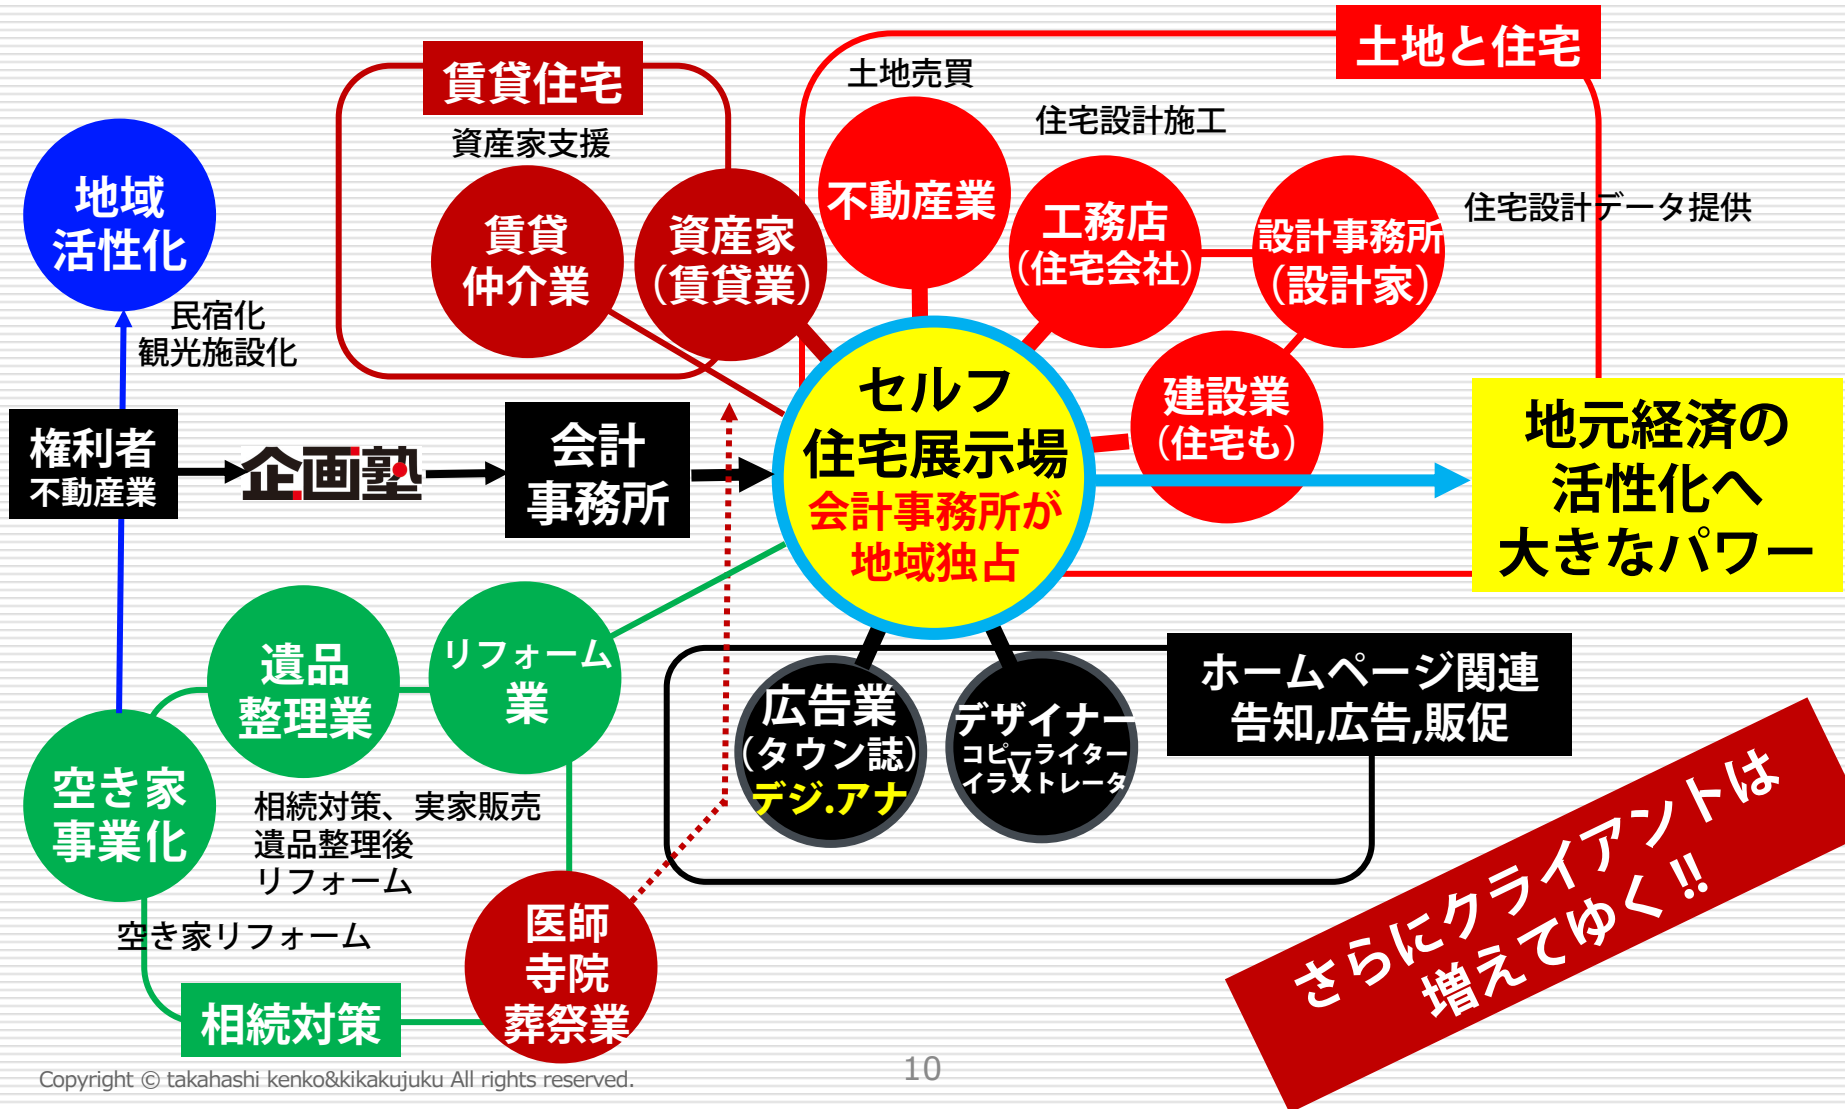 土地と住宅
賃貸住宅
土地売買
資産家支援
住宅設計施工
地域
活性化
不動産業
賃貸
仲介業
資産家
(賃貸業)
工務店
(住宅会社)
設計事務所
(設計家)
住宅設計データ提供
民宿化
観光施設化
建設業
(住宅も)
セルフ
住宅展示場
会計事務所が
地域独占
権利者
不動産業
企画塾
会計
事務所
地元経済の
活性化へ
大きなパワー
遺品
整理業
リフォーム
業
空き家
事業化
相続対策、実家販売
遺品整理後
リフォーム
空き家リフォーム
相続対策
医師
寺院
葬祭業
広告業
(タウン誌)
デジ.アナ
デザイナー
コピーライター
イラストレータ
ホームページ関連
告知,広告,販促
さらにクライアントは
増えてゆく!!
Copyright © takahashi kenko&kikakujuku All rights reserved.
10